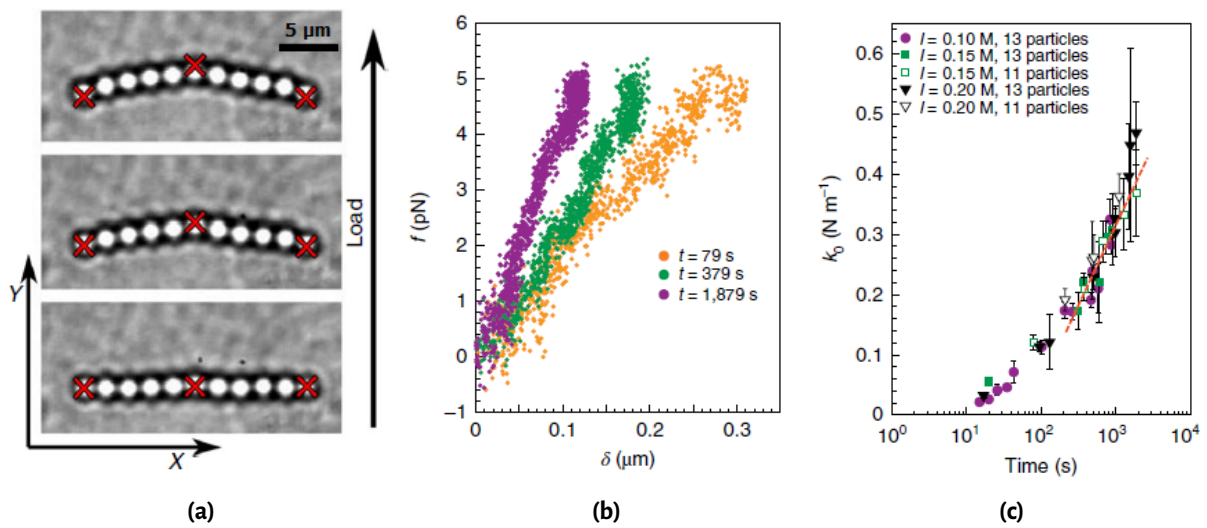 5 μm
Load
Y
X
(a)
6
5
4
3
2
1
0
−1
f (pN)
t = 79 s
t = 379 s
t = 1,879 s
0
0.1
0.2
0.3
δ (μm)
(b)
0.6
0.5
0.4
0.3
0.2
0.1
0
k₀ (N m⁻¹)
I = 0.10 M, 13 particles
I = 0.15 M, 13 particles
I = 0.15 M, 11 particles
I = 0.20 M, 13 particles
I = 0.20 M, 11 particles
10⁰
10¹
10²
10³
10⁴
Time (s)
(c)